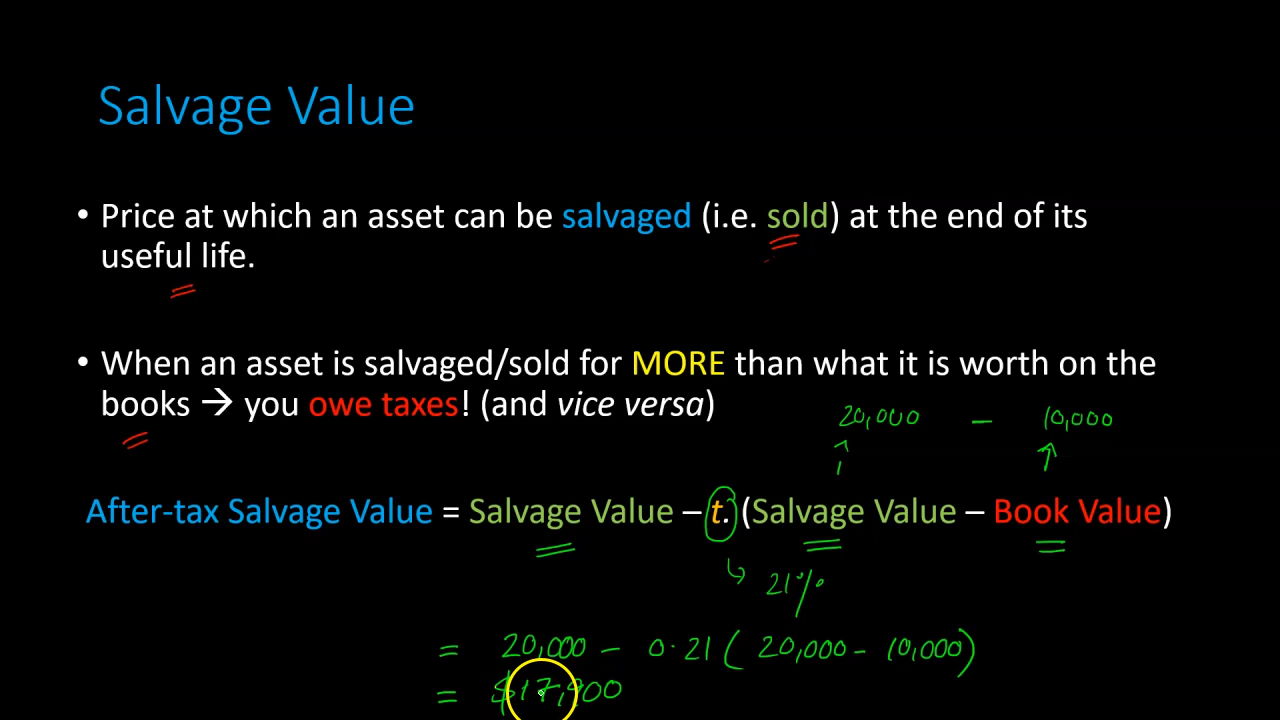 Salvage Value
• Price at which an asset can be salvaged (i.e. sold) at the end of its
useful life.
• When an asset is salvaged/sold for MORE than what it is worth on the
books → you owe taxes! (and vice versa)
20,000 - 10,000
After-tax Salvage Value = Salvage Value – t. (Salvage Value – Book Value)
21%
= 20,000 - 0.21 ( 20,000 - 10,000)
= $17,900